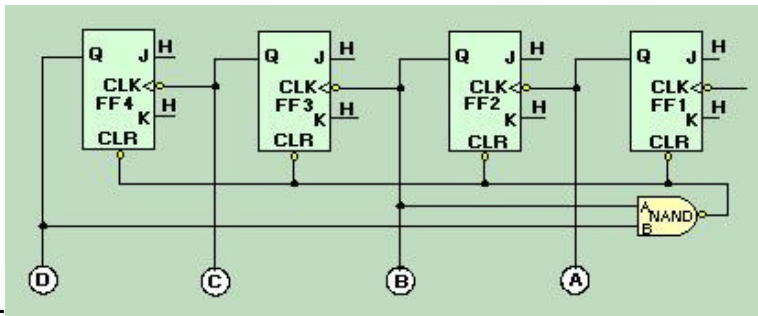 Q J H
CLK
FF4
K H
CLR
Q J H
CLK
FF3
K H
CLR
Q J H
CLK
FF2
K H
CLR
Q J H
CLK
FF1
K H
CLR
A
NAND
B
D
C
B
A